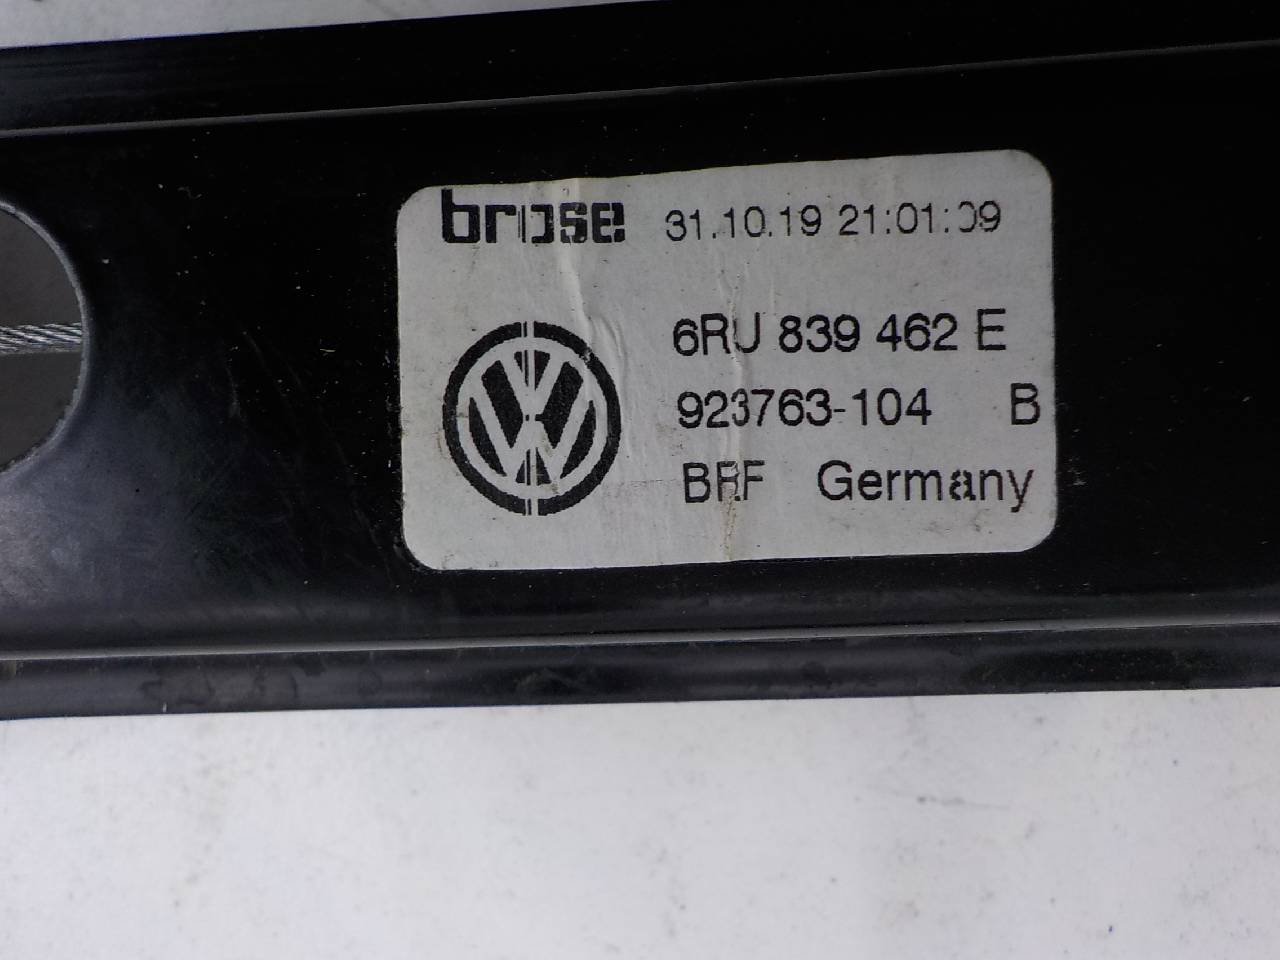 brose 31.10.19 21:01:09
6RU 839 462 E
923763-104 B
BRF Germany